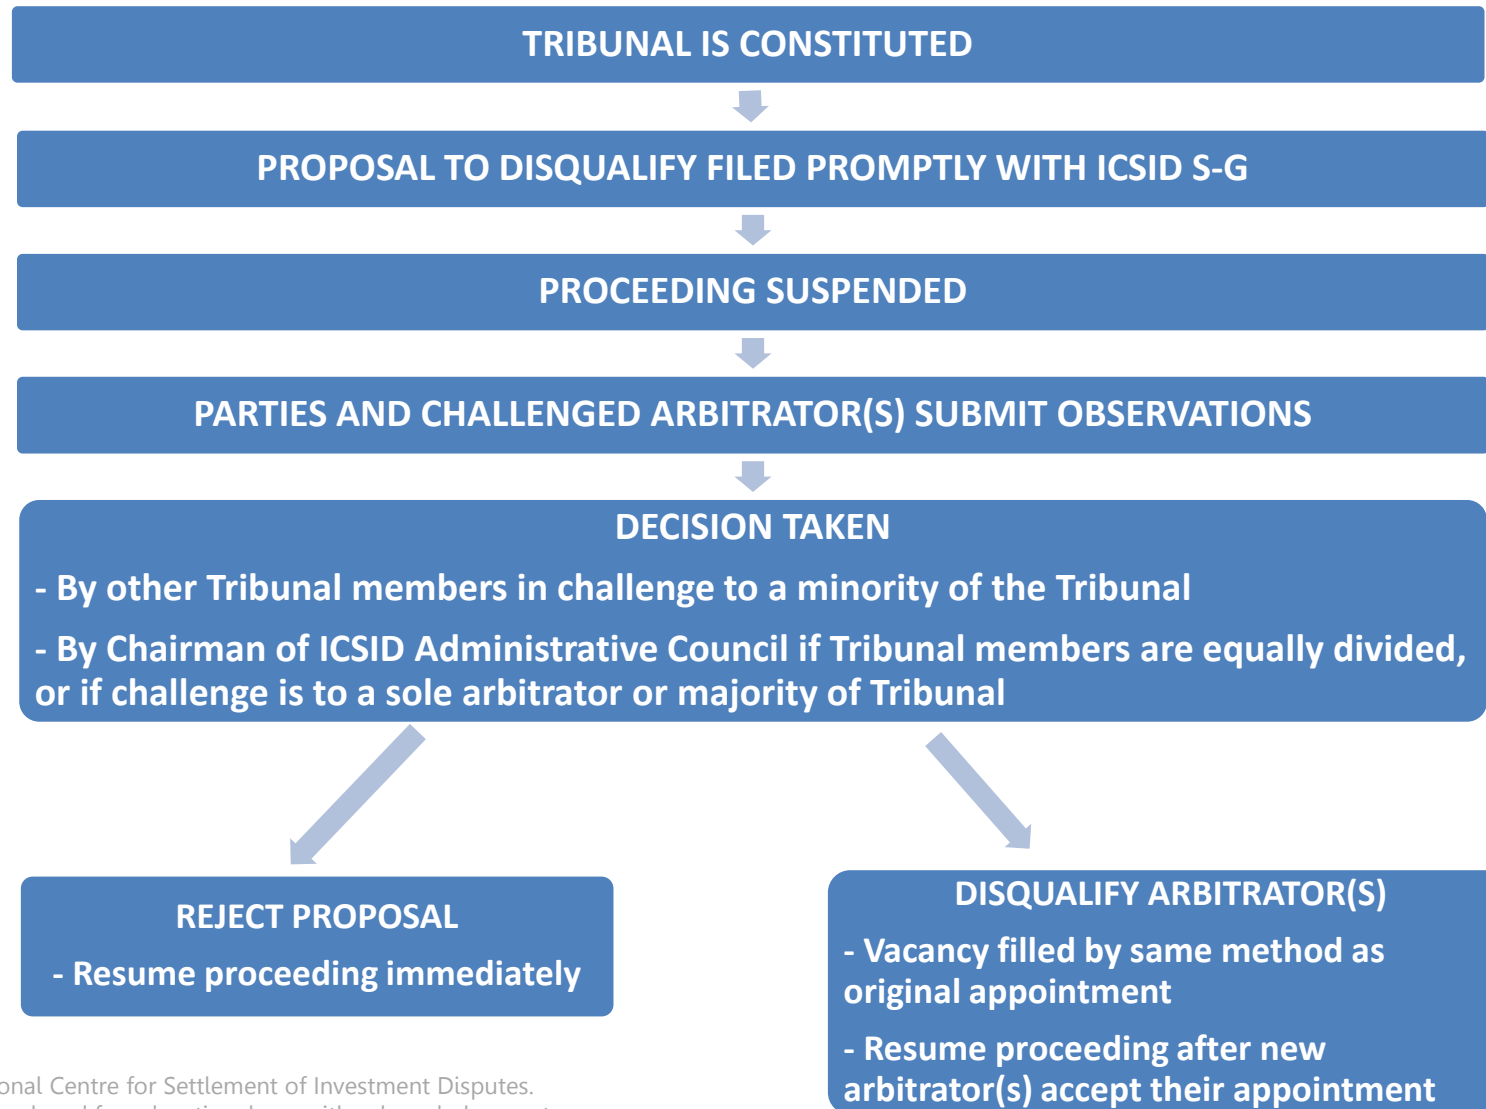 TRIBUNAL IS CONSTITUTED
PROPOSAL TO DISQUALIFY FILED PROMPTLY WITH ICSID S-G
PROCEEDING SUSPENDED
PARTIES AND CHALLENGED ARBITRATOR(S) SUBMIT OBSERVATIONS
DECISION TAKEN
- By other Tribunal members in challenge to a minority of the Tribunal
- By Chairman of ICSID Administrative Council if Tribunal members are equally divided,
or if challenge is to a sole arbitrator or majority of Tribunal
REJECT PROPOSAL
- Resume proceeding immediately
DISQUALIFY ARBITRATOR(S)
- Vacancy filled by same method as
original appointment
- Resume proceeding after new
arbitrator(s) accept their appointment
onal Centre for Settlement of Investment Disputes.